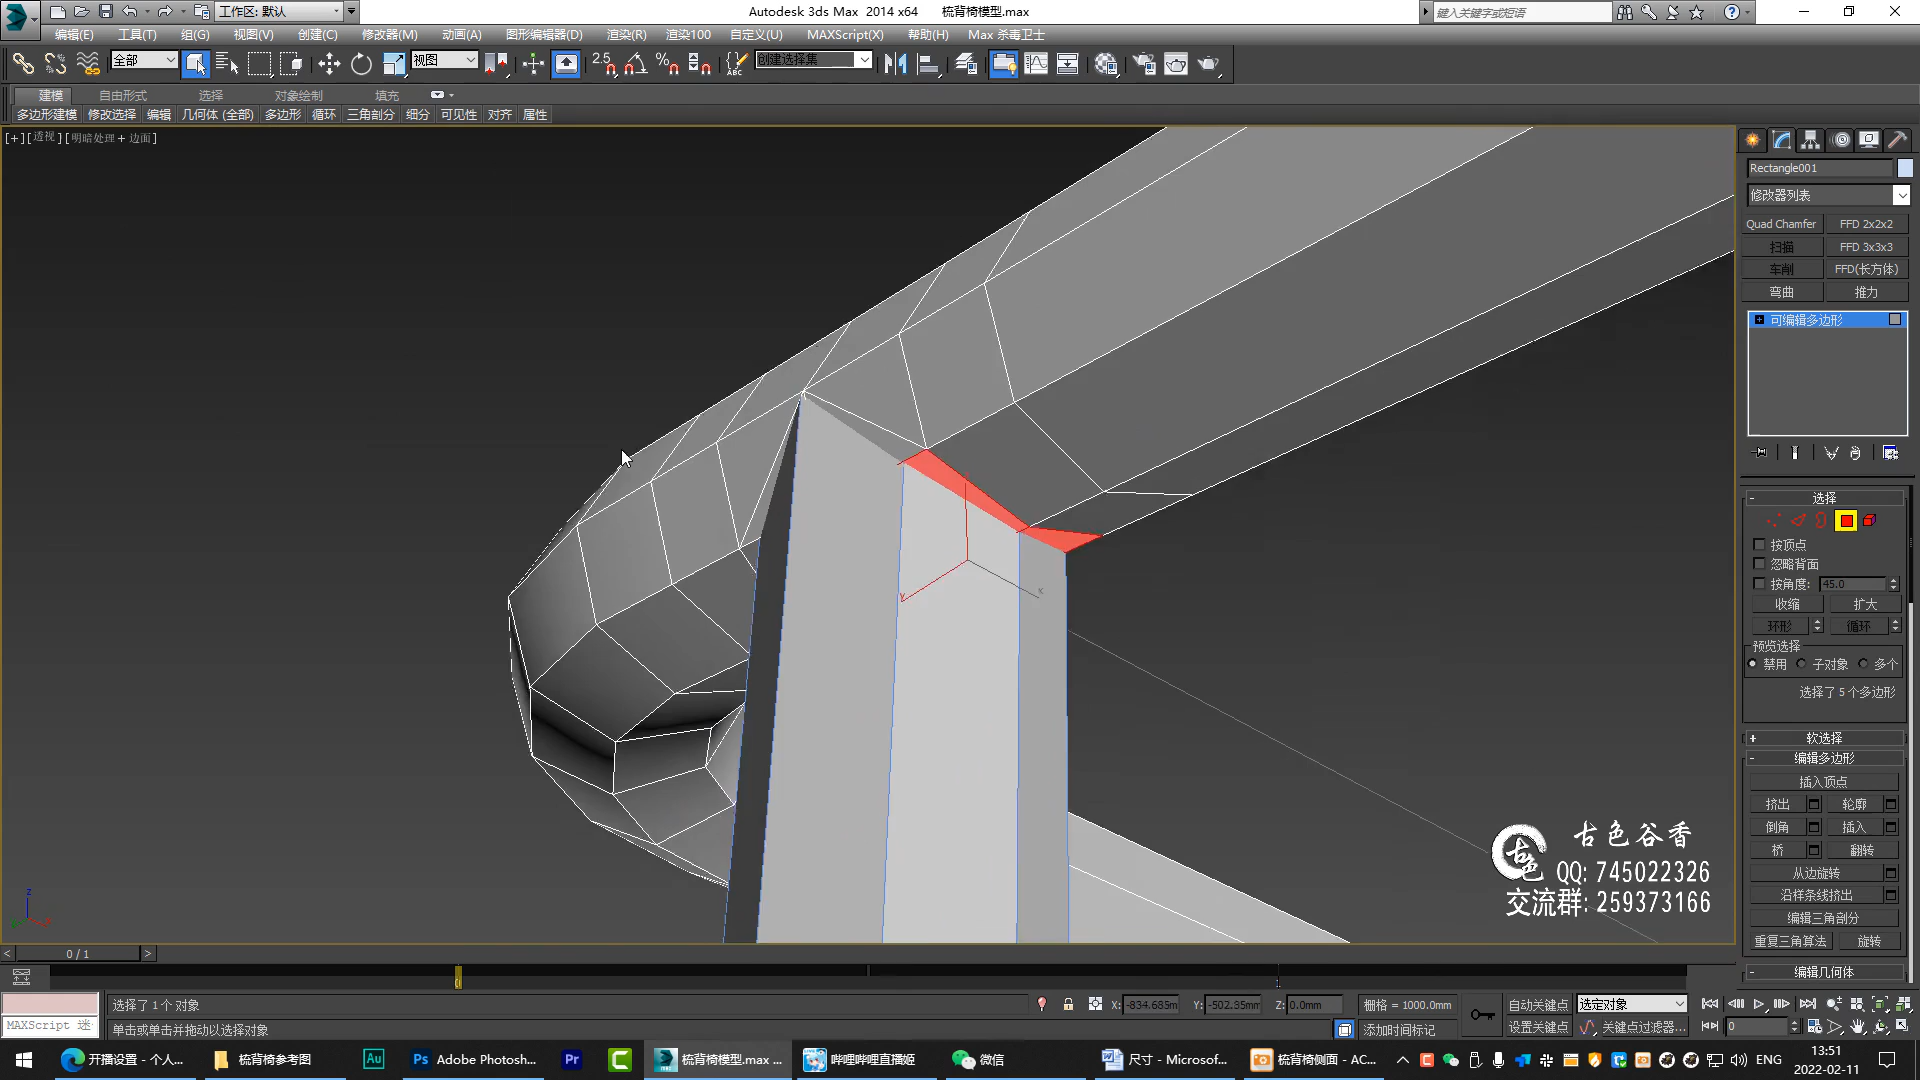 工作区: 默认
Autodesk 3ds Max 2014 x64 梳背椅模型.max
键入关键字或短语
编辑(E) 工具(T) 组(G) 视图(V) 创建(C) 修改器(M) 动画(A) 图形编辑器(D) 渲染(R) 渲染100 自定义(U) MAXScript(X) 帮助(H) Max 杀毒卫士
全部 视图 2.5 创建选择集
建模 自由形式 选择 对象绘制 填充
多边形建模 修改选择 编辑 几何体 (全部) 多边形 循环 三角剖分 细分 可见性 对齐 属性
[+][透视][明暗处理 + 边面]
Rectangle001
修改器列表
Quad Chamfer FFD 2x2x2
扫描 FFD 3x3x3
车削 FFD(长方体)
弯曲 推力
可编辑多边形
选择
按顶点
忽略背面
按角度: 45.0
收缩 扩大
环形 循环
预览选择
禁用 子对象 多个
选择了 5 个多边形
软选择
编辑多边形
插入顶点
挤出 轮廓
倒角 插入
桥 翻转
从边旋转
沿样条线挤出
编辑三角剖分
重复三角算法 旋转
编辑几何体
x
y
z
古色
古色谷香
QQ: 745022326
交流群: 259373166
< 0 / 1 >
选择了 1 个 对象 X: -834.685m Y: -502.35mm Z: 0.0mm 栅格 = 1000.0mm 自动关键点 选定对象
MAXScript 迷 单击或单击并拖动以选择对象 添加时间标记 设置关键点 关键点过滤器... 0
开播设置 - 个人... 梳背椅参考图 Au Ps Adobe Photosh... Pr 梳背椅模型.max ... 哔哩哔哩直播姬 微信 尺寸 - Microsof... 梳背椅侧面 - AC... ENG 13:51
2022-02-11